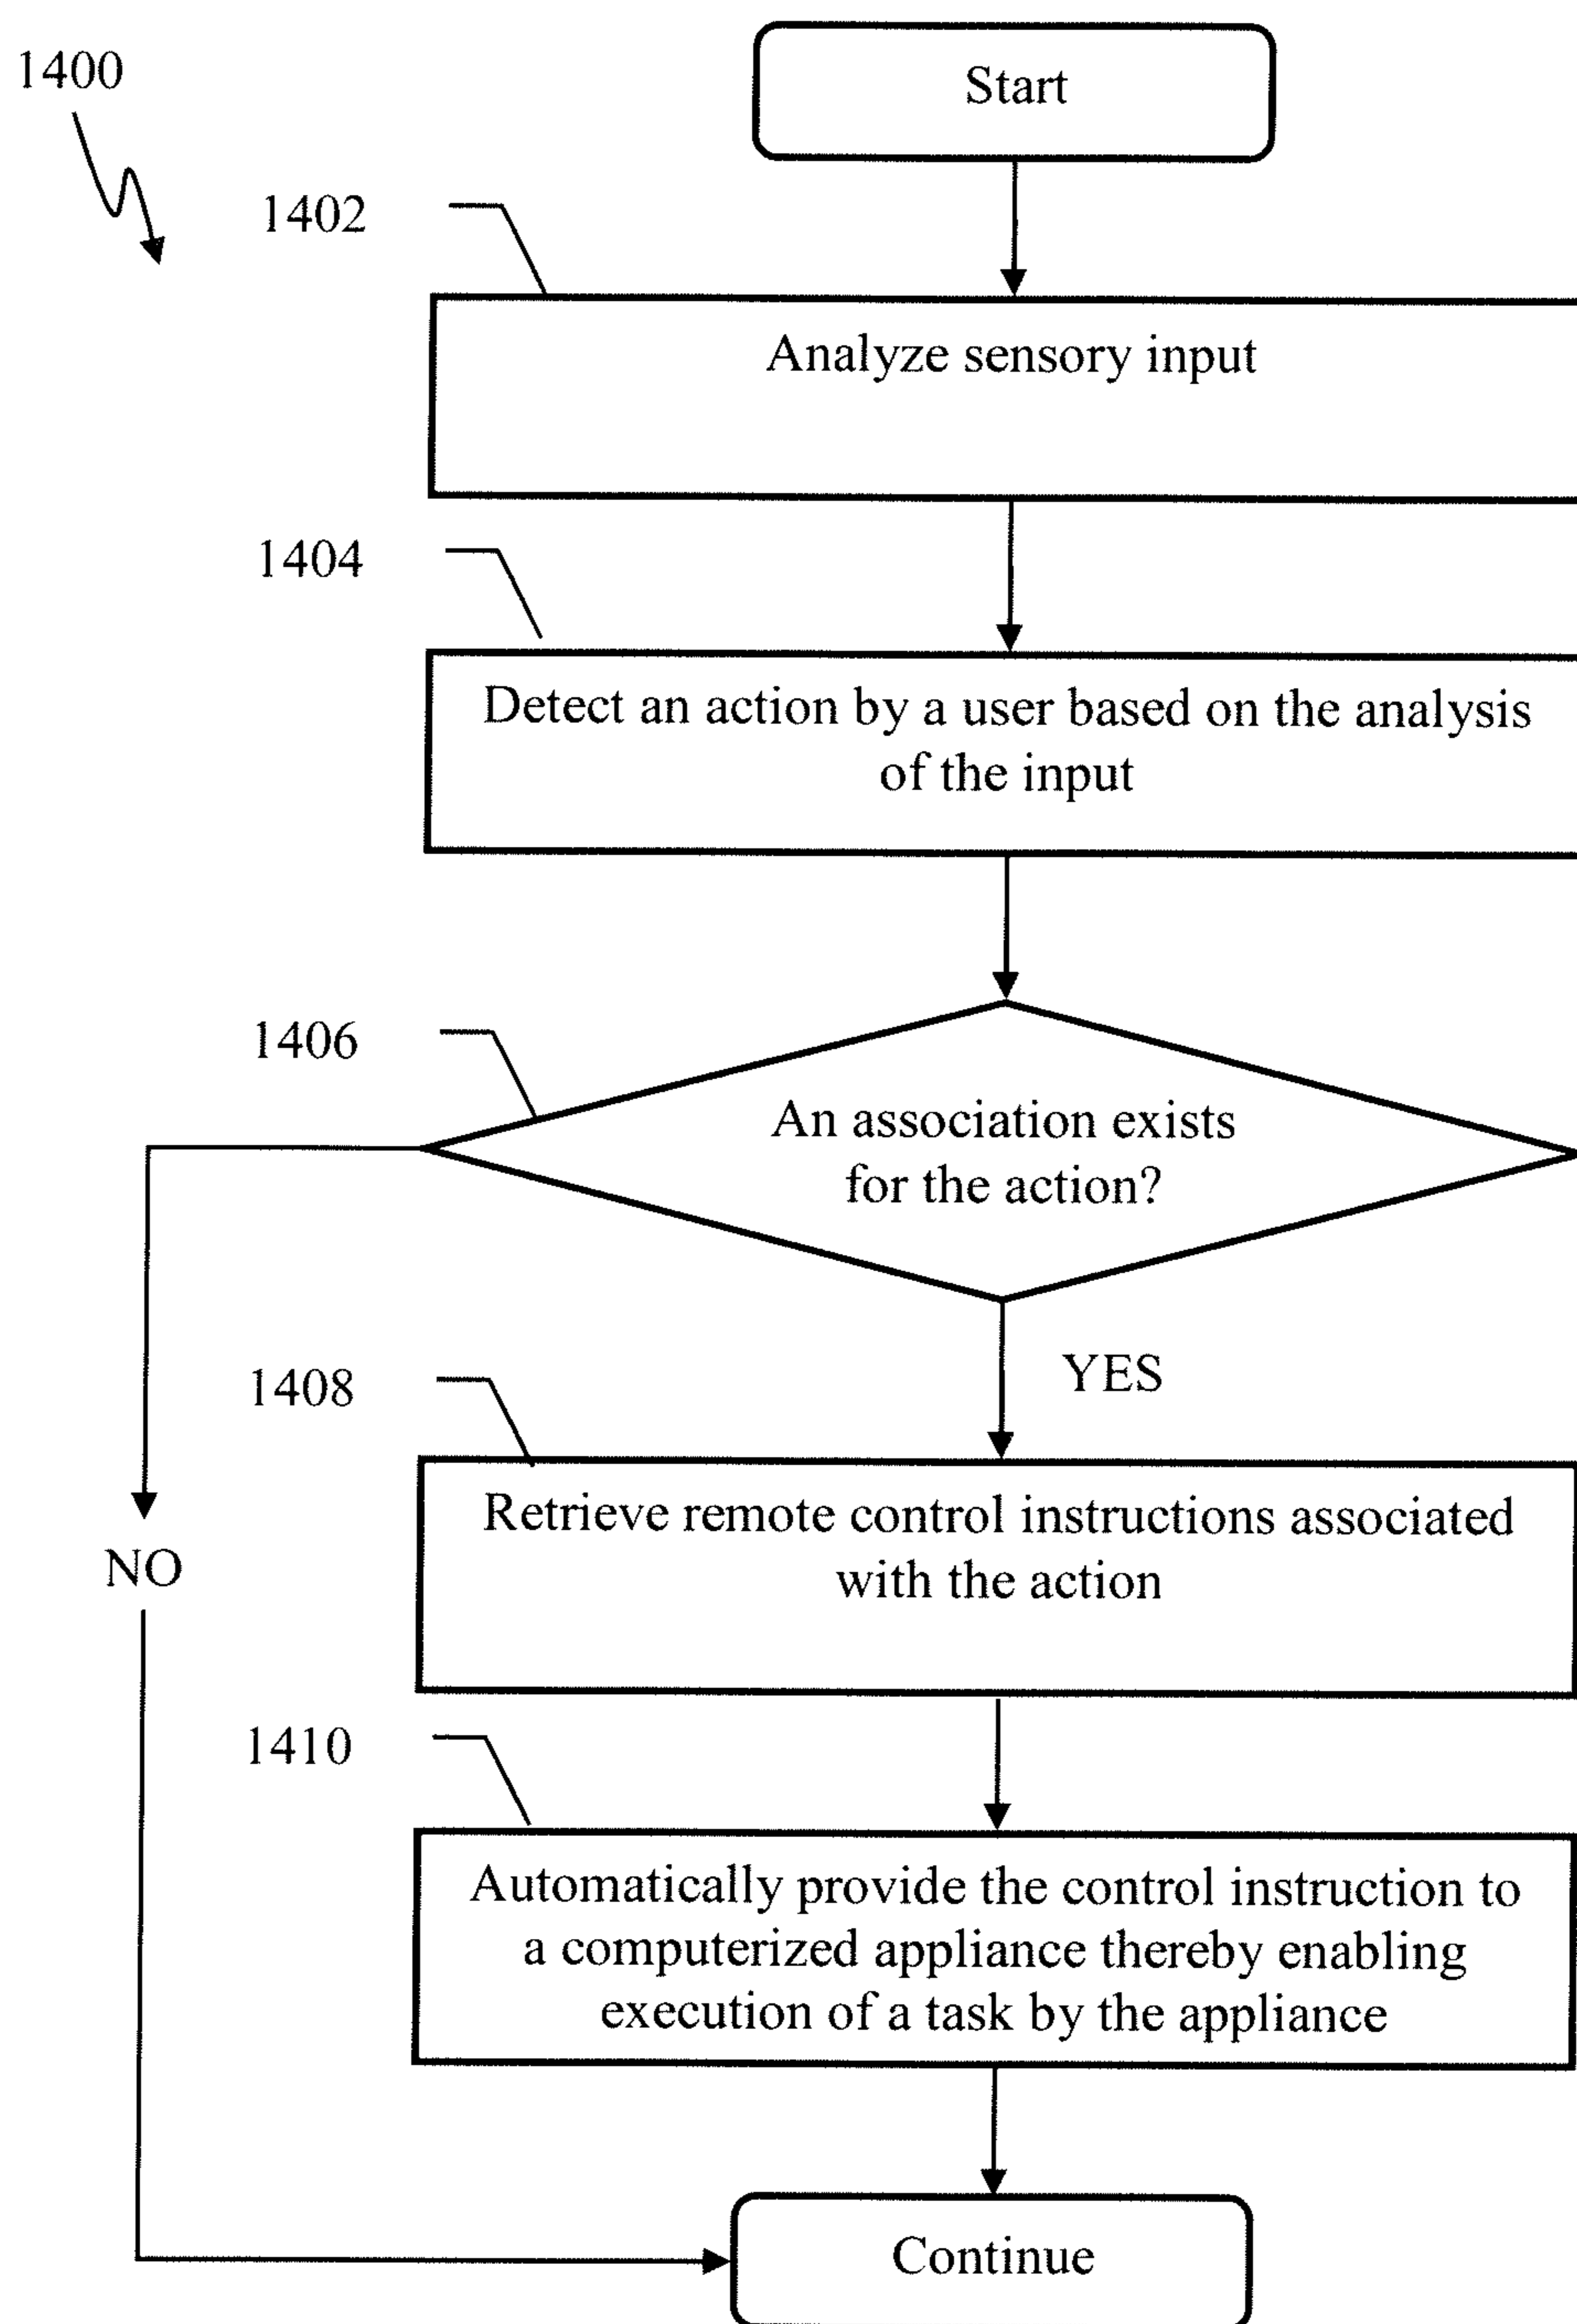 1400
Start
1402
Analyze sensory input
1404
Detect an action by a user based on the analysis
of the input
1406
An association exists
for the action?
YES
1408
Retrieve remote control instructions associated
with the action
NO
1410
Automatically provide the control instruction to
a computerized appliance thereby enabling
execution of a task by the appliance
Continue